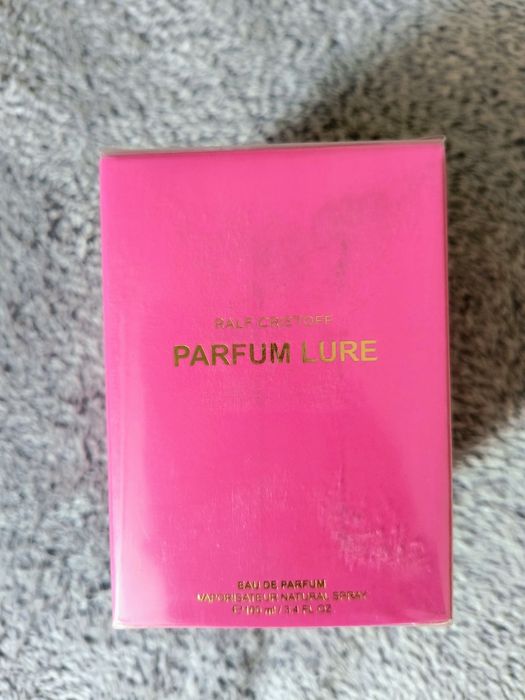 RALF CRISTOFF
PARFUM LURE
EAU DE PARFUM
VAPORISATEUR NATURAL SPRAY
℮ 100 ml / 3.4 FL OZ